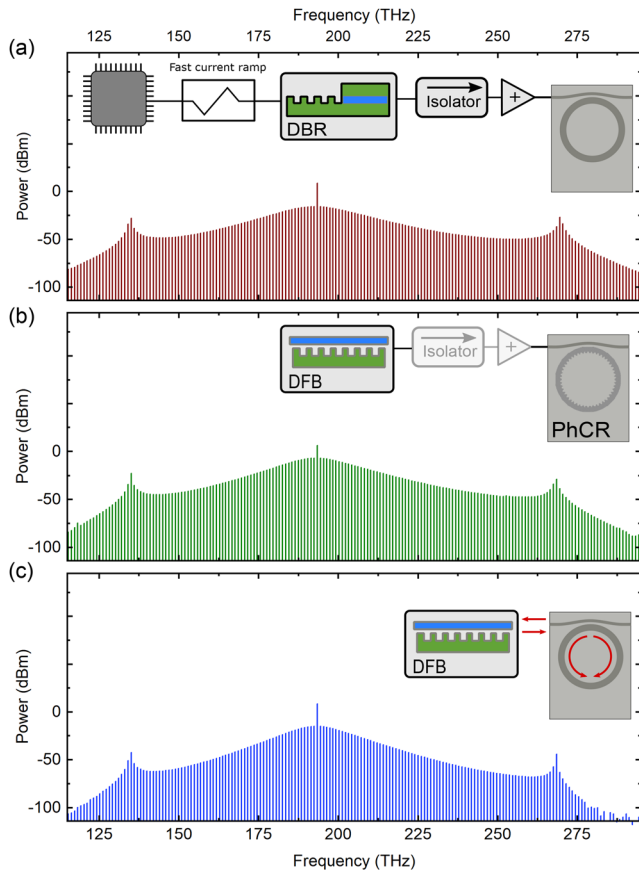 Frequency (THz)
125 150 175 200 225 250 275
(a)
Fast current ramp
DBR
Isolator
+
Power (dBm)
0
-50
-100
(b)
DFB
Isolator
+
PhCR
Power (dBm)
0
-50
-100
(c)
DFB
Power (dBm)
0
-50
-100
125 150 175 200 225 250 275
Frequency (THz)